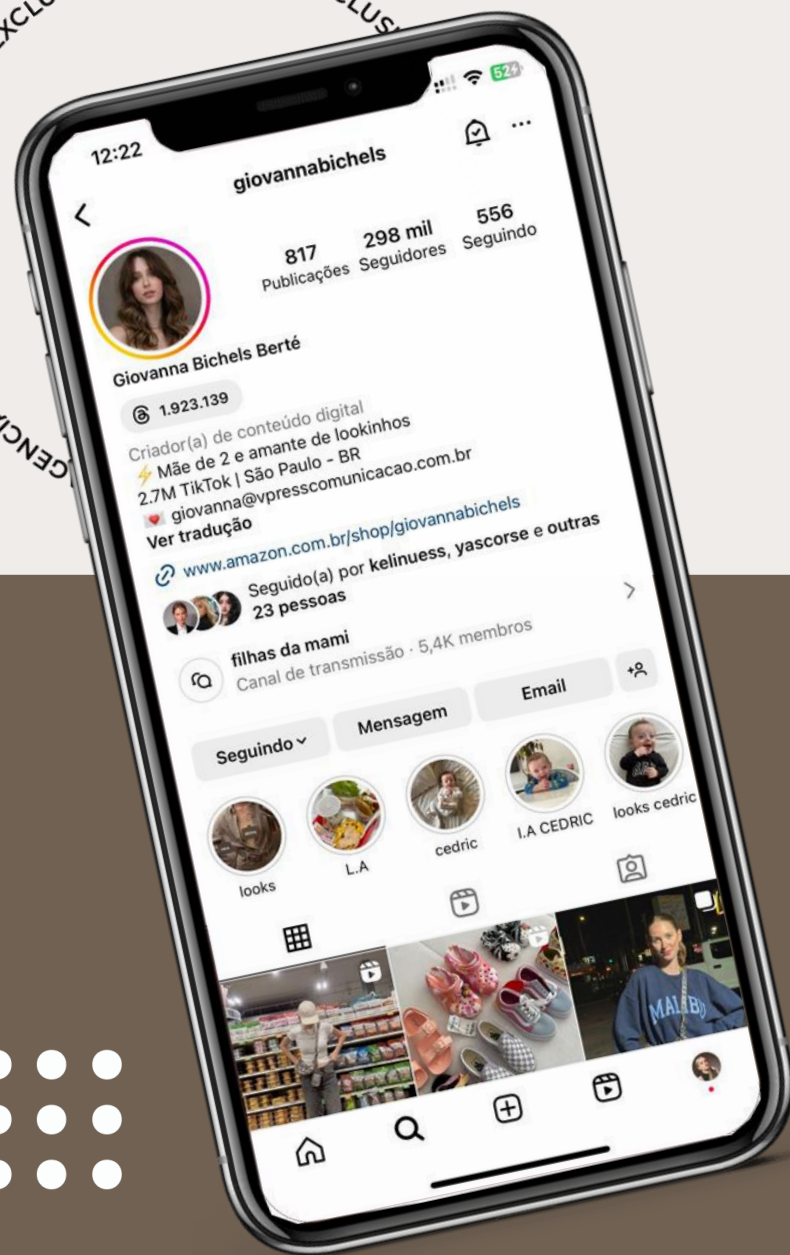 12:22
52
giovannabichels
817
Publicações
298 mil
Seguidores
556
Seguindo
Giovanna Bichels Berté
1.923.139
Criador(a) de conteúdo digital
⚡ Mãe de 2 e amante de lookinhos
2.7M TikTok | São Paulo - BR
💌 giovanna@vpresscomunicacao.com.br
Ver tradução
www.amazon.com.br/shop/giovannabichels
Seguido(a) por kelinuess, yascorse e outras
23 pessoas
filhas da mami
Canal de transmissão · 5,4K membros
Seguindo
Mensagem
Email
looks
L.A
cedric
I.A CEDRIC
looks cedric
MALIBU